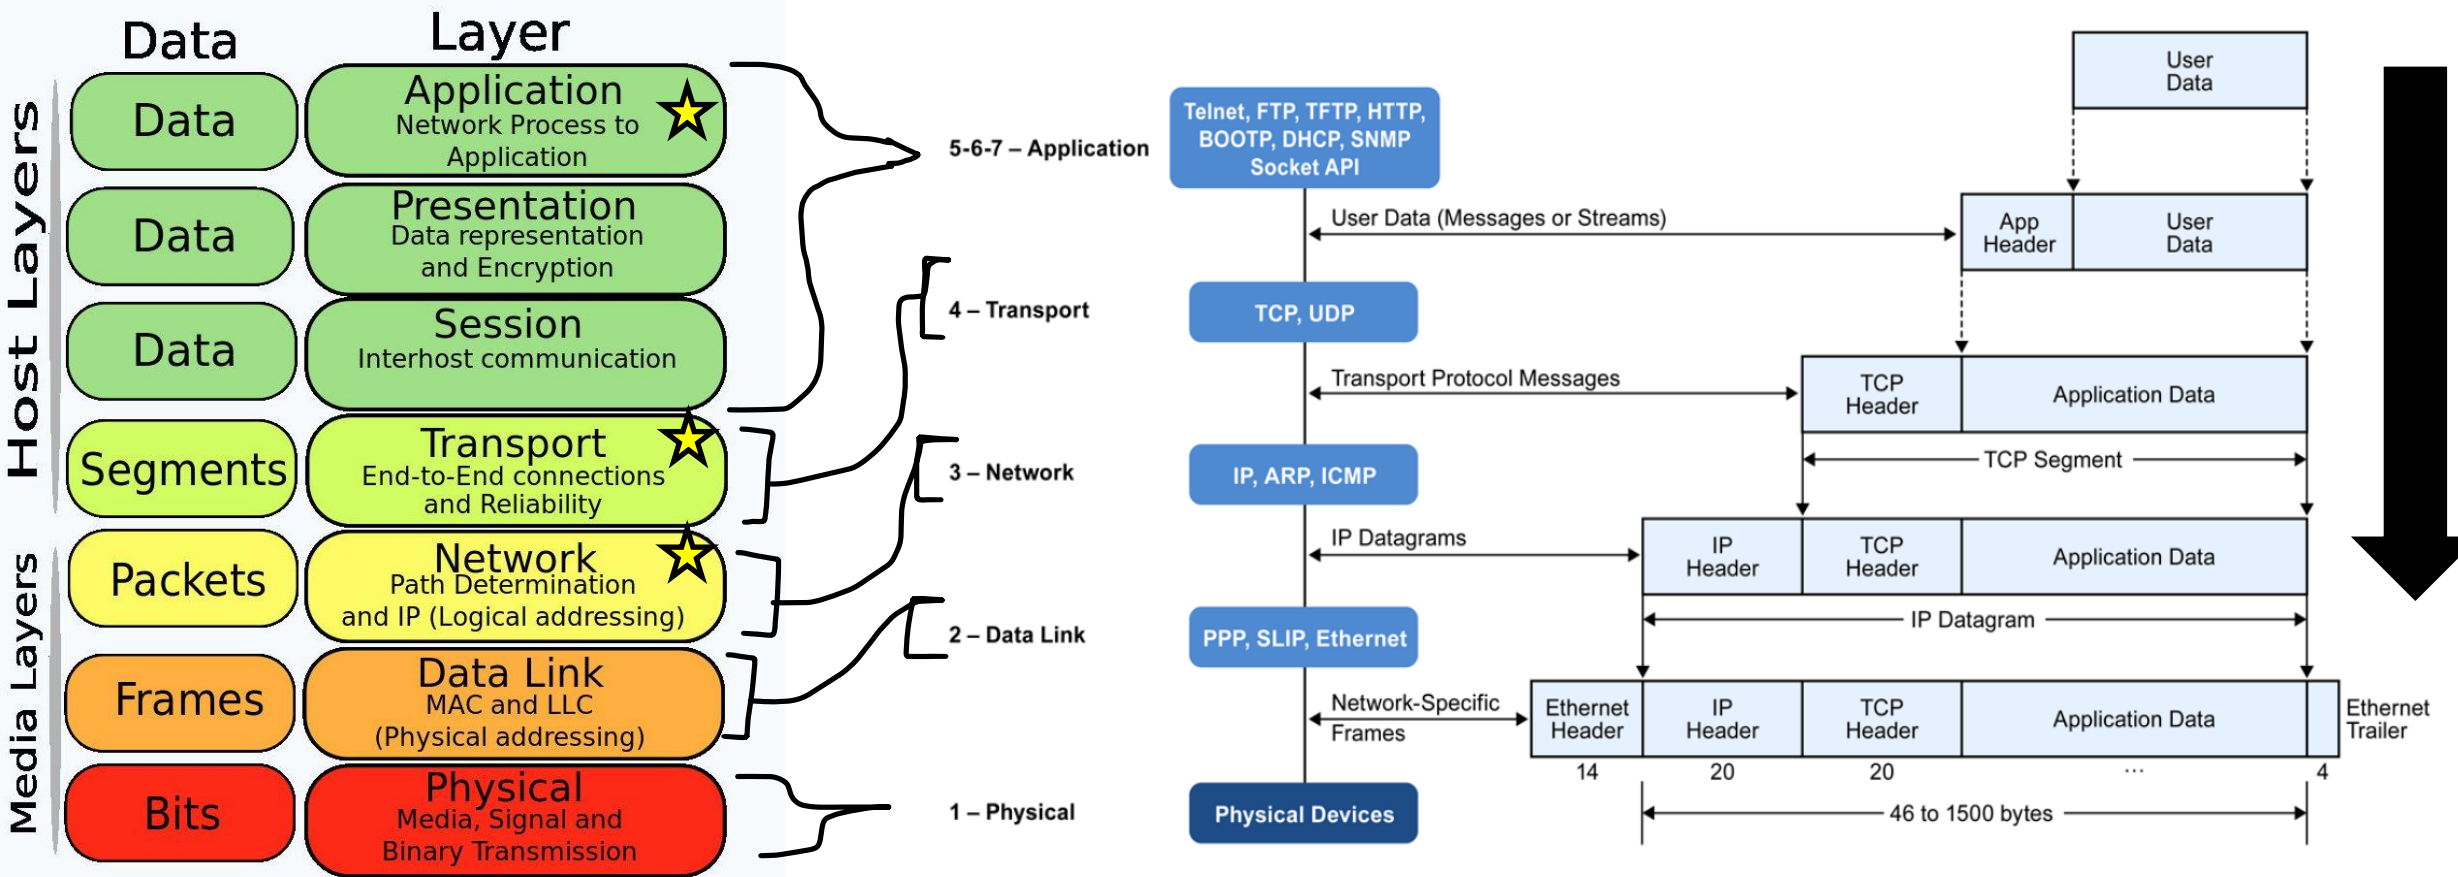 Data
Layer
Host Layers
Media Layers
Data
Application
Network Process to
Application
Data
Presentation
Data representation
and Encryption
Data
Session
Interhost communication
Segments
Transport
End-to-End connections
and Reliability
Packets
Network
Path Determination
and IP (Logical addressing)
Frames
Data Link
MAC and LLC
(Physical addressing)
Bits
Physical
Media, Signal and
Binary Transmission
5-6-7 – Application
4 – Transport
3 – Network
2 – Data Link
1 – Physical
Telnet, FTP, TFTP, HTTP,
BOOTP, DHCP, SNMP
Socket API
User Data (Messages or Streams)
TCP, UDP
Transport Protocol Messages
IP, ARP, ICMP
IP Datagrams
PPP, SLIP, Ethernet
Network-Specific
Frames
Physical Devices
User
Data
App
Header
User
Data
TCP
Header
Application Data
TCP Segment
IP
Header
TCP
Header
Application Data
IP Datagram
Ethernet
Header
IP
Header
TCP
Header
Application Data
Ethernet
Trailer
14
20
20
...
4
46 to 1500 bytes